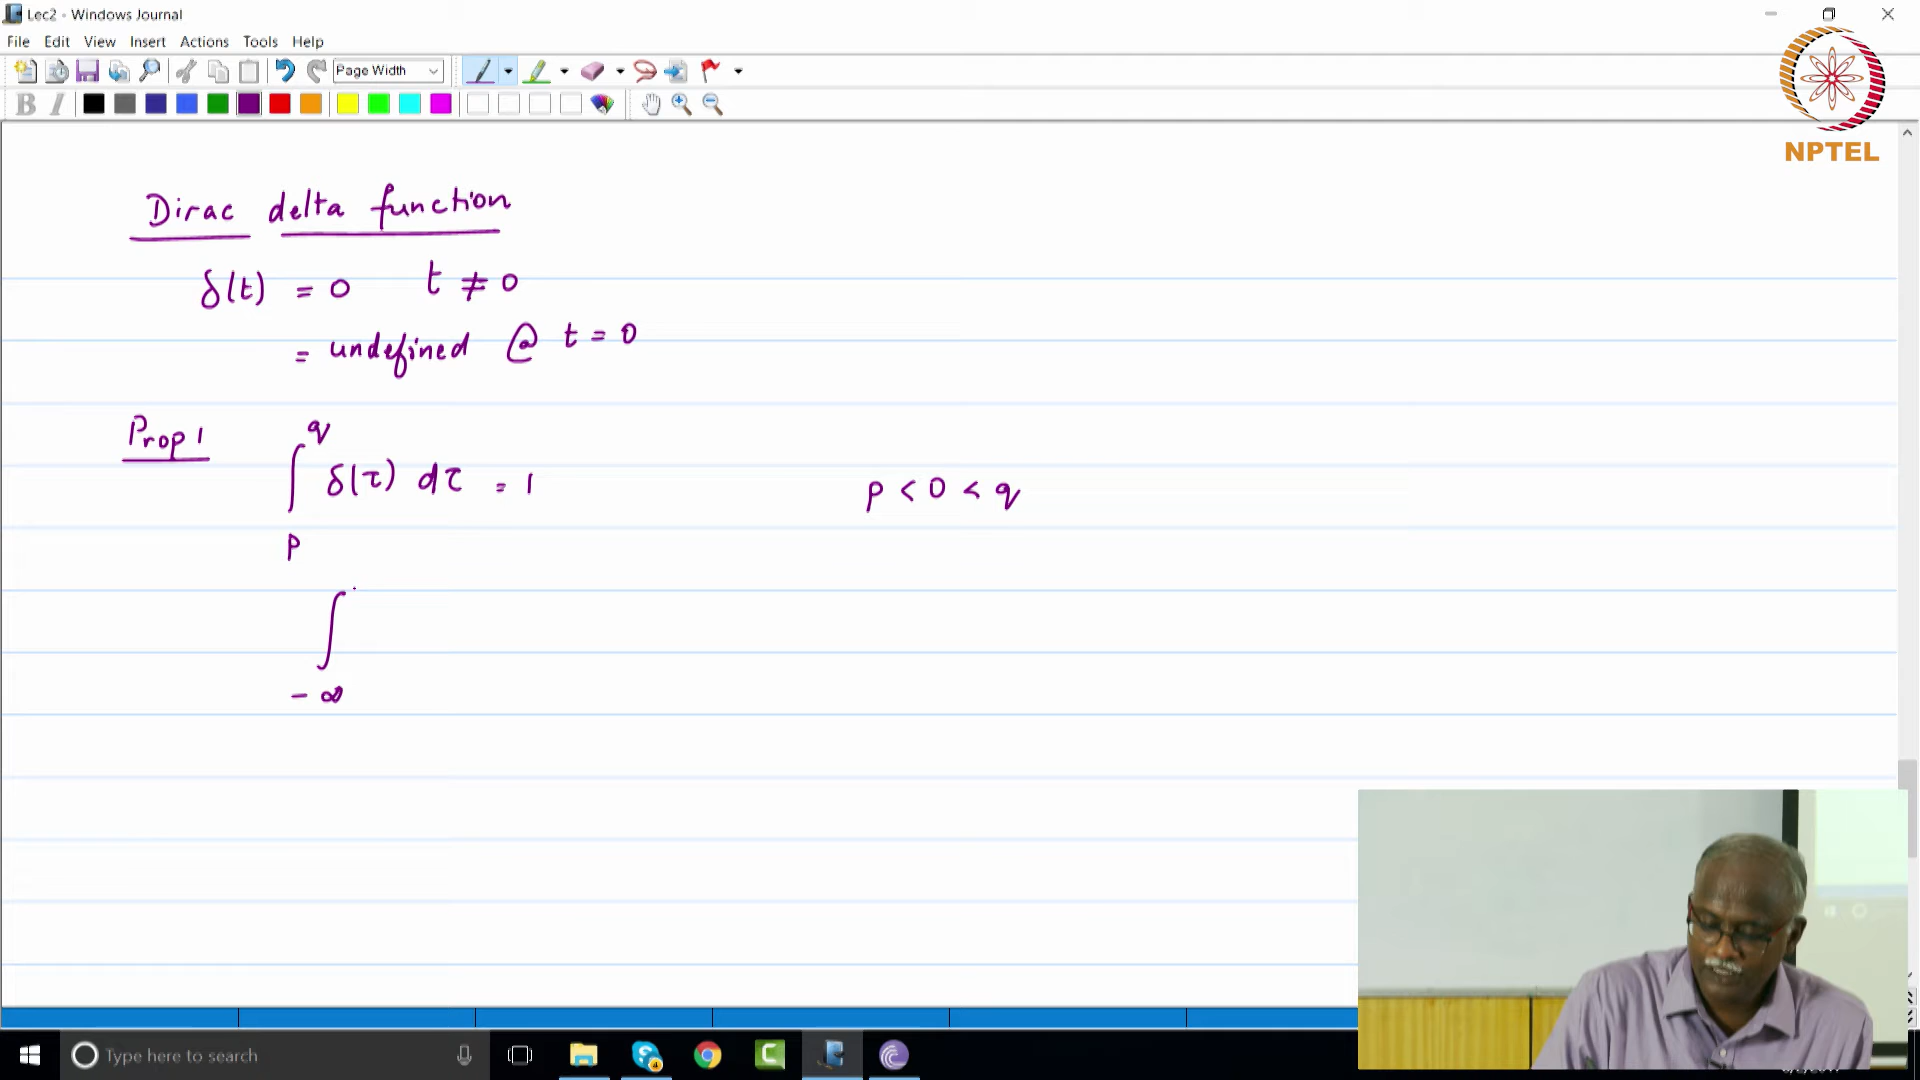 Lec2 - Windows Journal
File Edit View Insert Actions Tools Help
Page Width
B I
NPTEL
Dirac delta function
δ(t) = 0 t ≠ 0
= undefined @ t = 0
Prop 1 ∫_p^q δ(τ) dτ = 1 p < 0 < q
∫_{-∞}
Type here to search